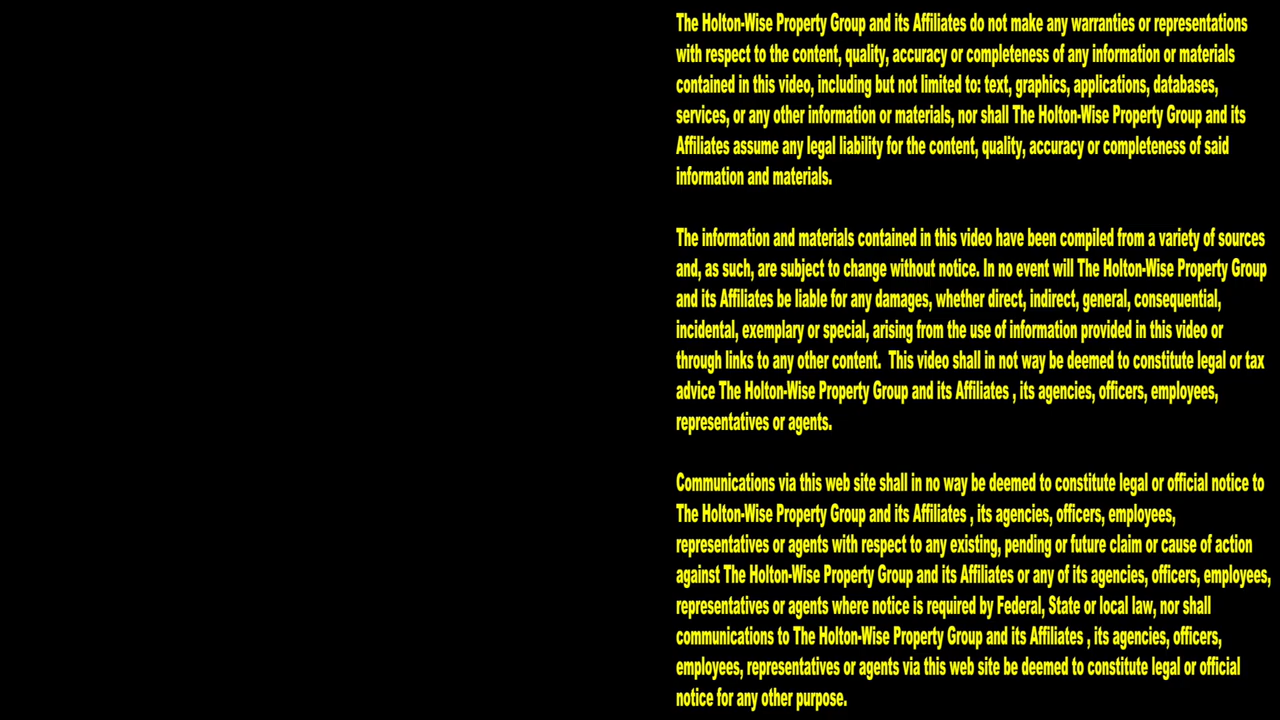 The Holton-Wise Property Group and its Affiliates do not make any warranties or representations
with respect to the content, quality, accuracy or completeness of any information or materials
contained in this video, including but not limited to: text, graphics, applications, databases,
services, or any other information or materials, nor shall The Holton-Wise Property Group and its
Affiliates assume any legal liability for the content, quality, accuracy or completeness of said
information and materials.
The information and materials contained in this video have been compiled from a variety of sources
and, as such, are subject to change without notice. In no event will The Holton-Wise Property Group
and its Affiliates be liable for any damages, whether direct, indirect, general, consequential,
incidental, exemplary or special, arising from the use of information provided in this video or
through links to any other content.  This video shall in not way be deemed to constitute legal or tax
advice The Holton-Wise Property Group and its Affiliates , its agencies, officers, employees,
representatives or agents.
Communications via this web site shall in no way be deemed to constitute legal or official notice to
The Holton-Wise Property Group and its Affiliates , its agencies, officers, employees,
representatives or agents with respect to any existing, pending or future claim or cause of action
against The Holton-Wise Property Group and its Affiliates or any of its agencies, officers, employees,
representatives or agents where notice is required by Federal, State or local law, nor shall
communications to The Holton-Wise Property Group and its Affiliates , its agencies, officers,
employees, representatives or agents via this web site be deemed to constitute legal or official
notice for any other purpose.